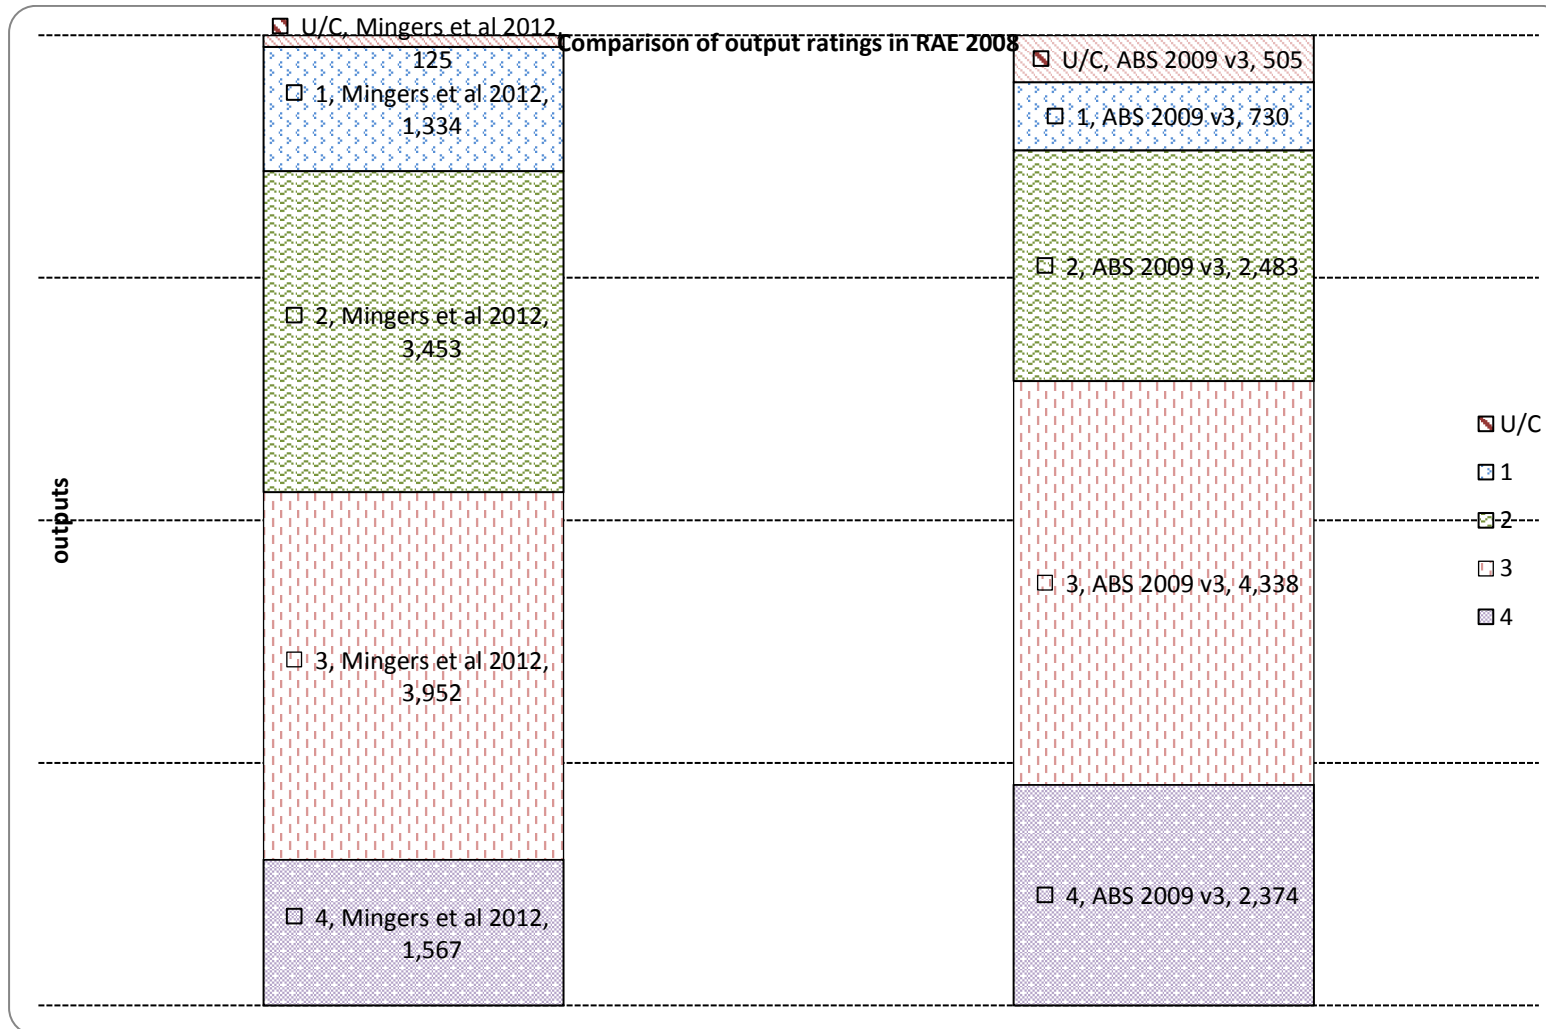 Comparison of output ratings in RAE 2008
outputs
U/C, Mingers et al 2012,
125
1, Mingers et al 2012,
1,334
2, Mingers et al 2012,
3,453
3, Mingers et al 2012,
3,952
4, Mingers et al 2012,
1,567
U/C, ABS 2009 v3, 505
1, ABS 2009 v3, 730
2, ABS 2009 v3, 2,483
3, ABS 2009 v3, 4,338
4, ABS 2009 v3, 2,374
U/C
1
2
3
4